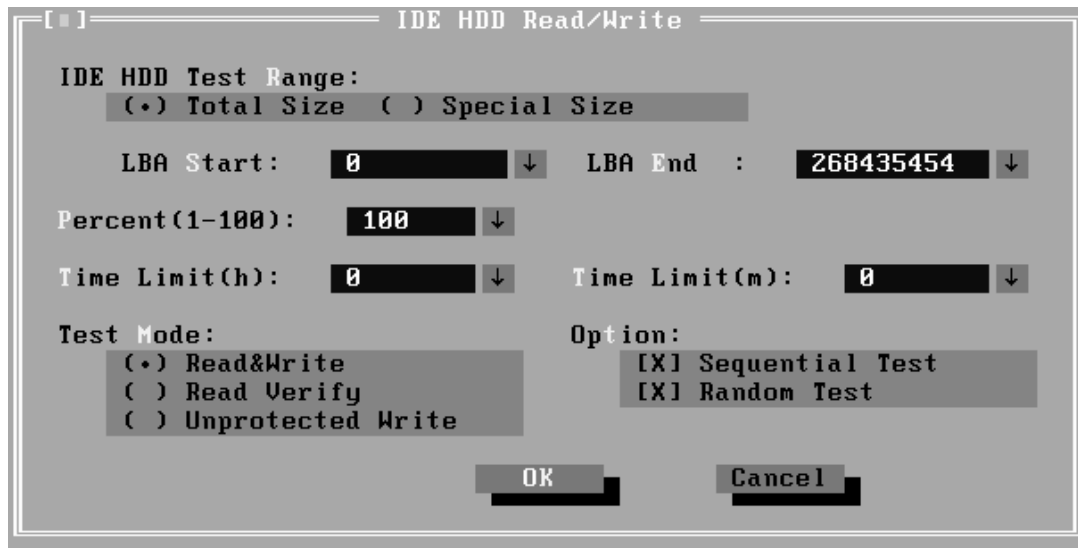 [■] IDE HDD Read/Write
IDE HDD Test Range:
(•) Total Size ( ) Special Size
LBA Start: 0 ↓ LBA End : 268435454 ↓
Percent(1-100): 100 ↓
Time Limit(h): 0 ↓ Time Limit(m): 0 ↓
Test Mode: Option:
(•) Read&Write [X] Sequential Test
( ) Read Verify [X] Random Test
( ) Unprotected Write
OK Cancel